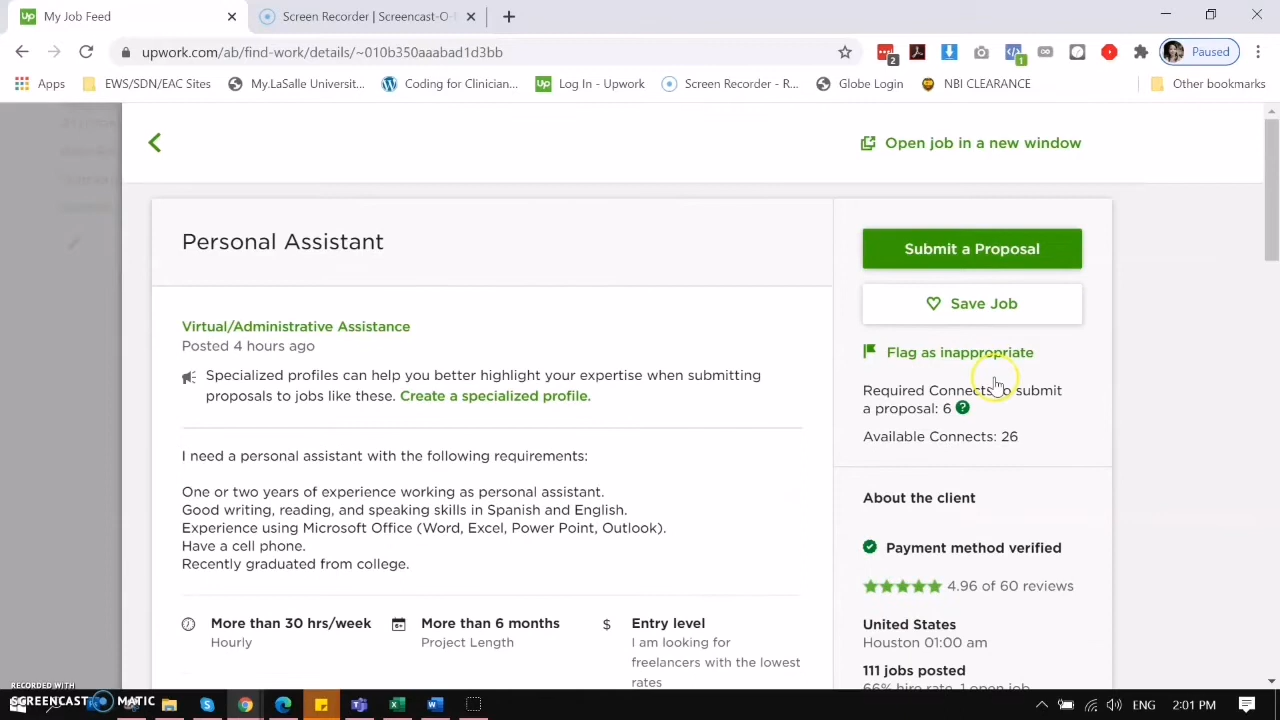 My Job Feed
Screen Recorder | Screencast-O-
upwork.com/ab/find-work/details/~010b350aaabad1d3bb
2
1
Paused
Apps
EWS/SDN/EAC Sites
My.LaSalle Universit...
Coding for Clinician...
Up
Log In - Upwork
Screen Recorder - R...
Globe Login
NBI CLEARANCE
Other bookmarks
Open job in a new window
Personal Assistant
Submit a Proposal
Save Job
Flag as inappropriate
Required Connects to submit
a proposal: 6
Available Connects: 26
Virtual/Administrative Assistance
Posted 4 hours ago
Specialized profiles can help you better highlight your expertise when submitting
proposals to jobs like these. Create a specialized profile.
I need a personal assistant with the following requirements:
One or two years of experience working as personal assistant.
Good writing, reading, and speaking skills in Spanish and English.
Experience using Microsoft Office (Word, Excel, Power Point, Outlook).
Have a cell phone.
Recently graduated from college.
More than 30 hrs/week
Hourly
More than 6 months
Project Length
$
Entry level
I am looking for
freelancers with the lowest
rates
About the client
Payment method verified
4.96 of 60 reviews
United States
Houston 01:00 am
111 jobs posted
66% hire rate, 1 open job
RECORDED WITH
SCREENCAST MATIC
ENG
2:01 PM